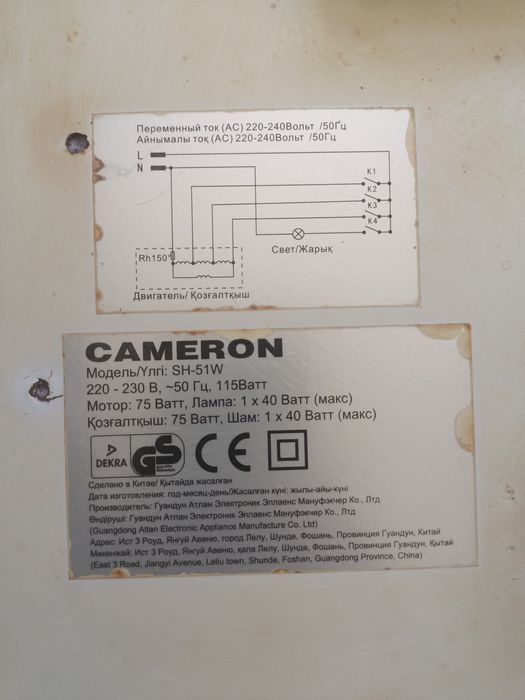 Переменный ток (AC) 220-240Вольт /50Гц
Айнымалы тоқ (AC) 220-240Вольт /50Гц
L
N
K1
K2
K3
K4
Свет/Жарық
Rh150°
Двигатель/ Қозғалтқыш
CAMERON
Модель/Үлгі: SH-51W
220 - 230 В, ~50 Гц, 115Ватт
Мотор: 75 Ватт, Лампа: 1 x 40 Ватт (макс)
Қозғалтқыш: 75 Ватт, Шам: 1 x 40 Ватт (макс)
DEKRA GS CE
Сделано в Китае/ Қытайда жасалған
Дата изготовления: год-месяц-день/Жасалған күні: жылы-айы-күні
Производитель: Гуандун Атлан Электроник Эплаенс Мануфэкчер Ко., Лтд
Өндіруші: Гуандун Атлан Электроник Эплаенс Мануфэкчер Ко., Лтд
(Guangdong Atlan Electronic Appliance Manufacture Co., Ltd)
Адрес: Ист 3 Роуд, Янгуй Авеню, город Лелу, Шунде, Фошань, Провинция Гуандун, Китай
Мекенжай: Ист 3 Роуд, Янгуй Авеню, қала Лелу, Шунде, Фошань, Провинция Гуандун, Қытай
(East 3 Road, Jiangyi Avenue, Leliu town, Shunde, Foshan, Guangdong Province, China)